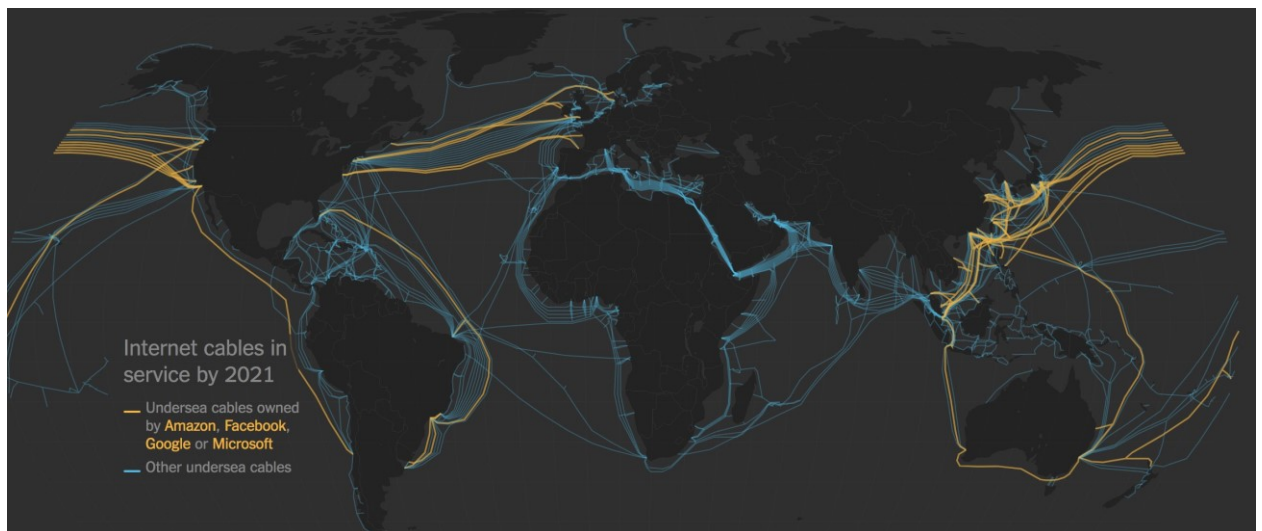 Internet cables in
service by 2021
Undersea cables owned
by Amazon, Facebook,
Google or Microsoft
Other undersea cables